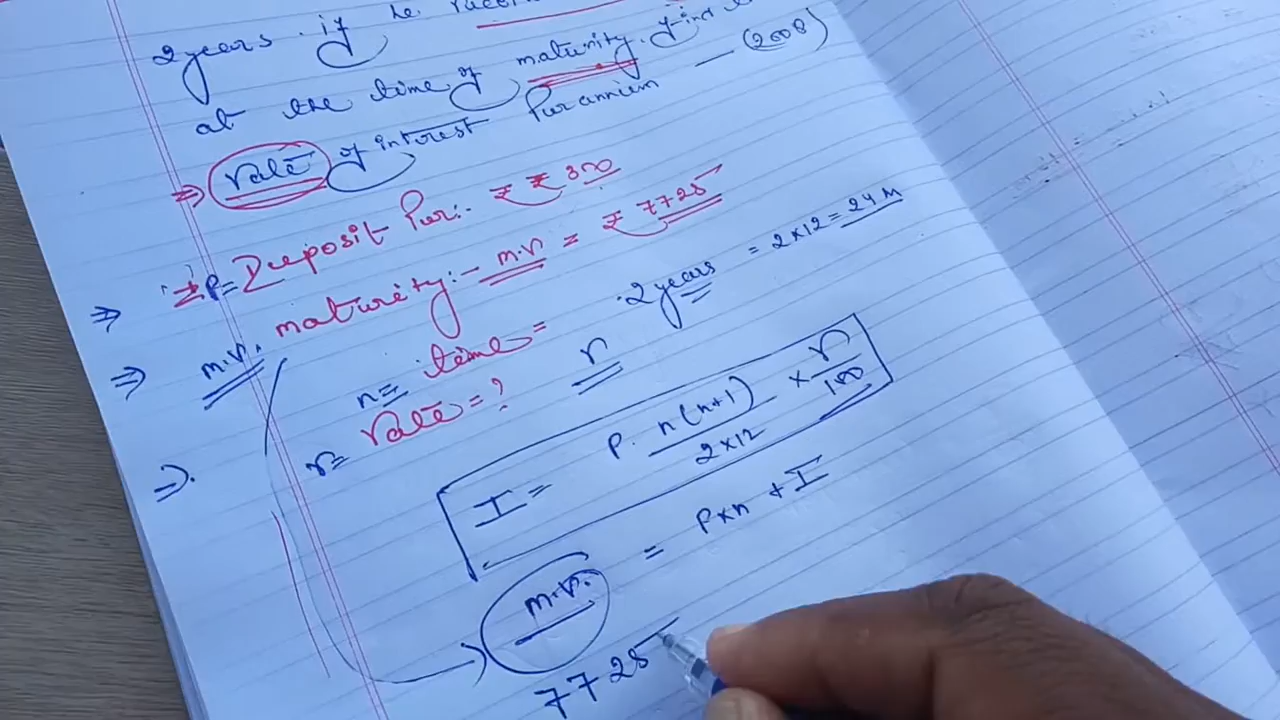 2 years. if he
at the time of maturity. find
⇒ rate of interest Per annum — (2008)
⇒ P= Deposit Per:- ₹ ₹ 300
⇒ m.v. maturity:- m.v = ₹ 7725
n= time = 2 years = 2×12 = 24 M
⇒. r= rate = ? r
I = P. n(n+1)/2×12 × r/100
m.v. = P×n + I
7725